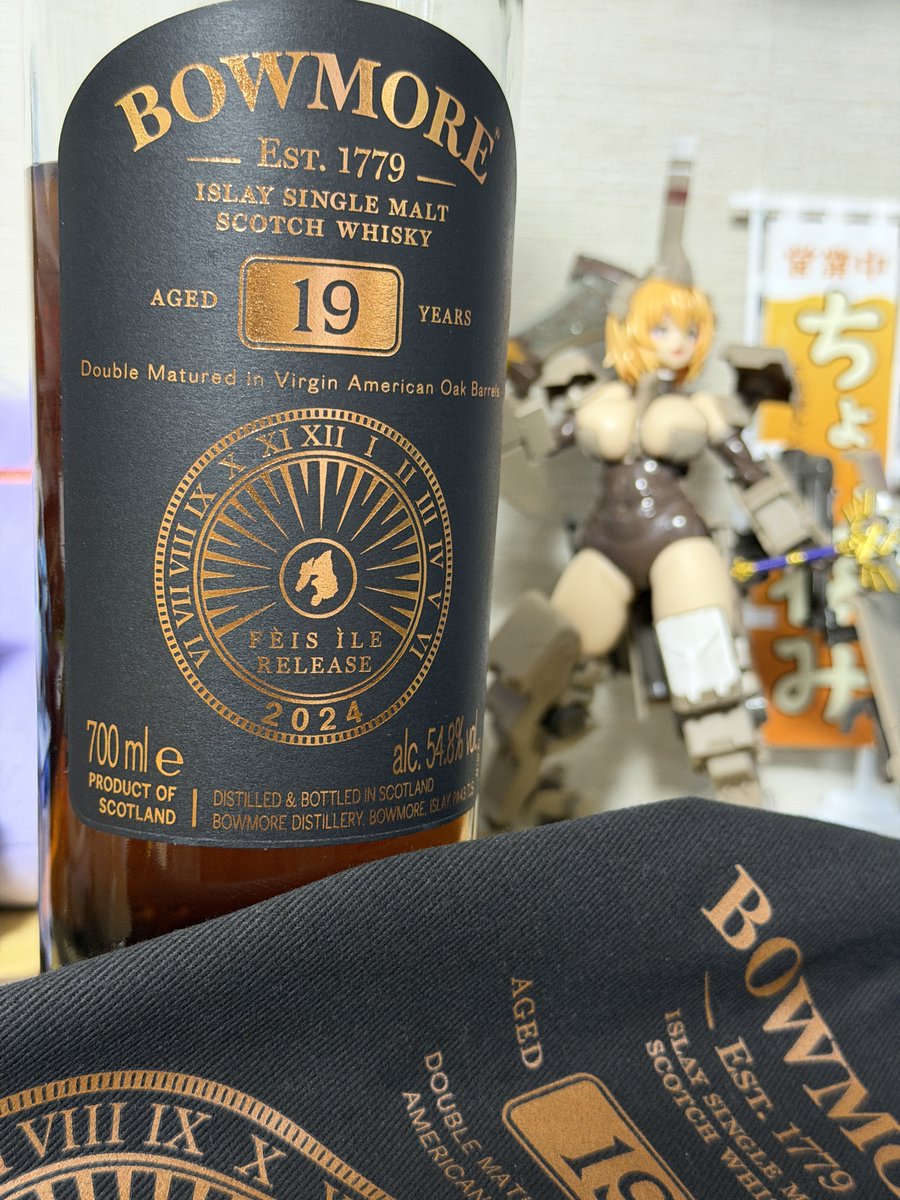 BOWMORE®
EST. 1779
ISLAY SINGLE MALT
SCOTCH WHISKY
AGED 19 YEARS
Double Matured in Virgin American Oak Barrels
VI VII VIII IX X XI XII I II III IV V VI
FÈIS ÌLE
RELEASE
2024
700 ml e
alc. 54.8% vol.
PRODUCT OF
SCOTLAND
DISTILLED & BOTTLED IN SCOTLAND
BOWMORE DISTILLERY, BOWMORE, ISLAY
営業中
ちょ
み
BOWMO
EST. 1779
ISLAY SINGLE
SCOTCH WH
AGED
19
DOUBLE MAT
AMERICAN
VIII IX X